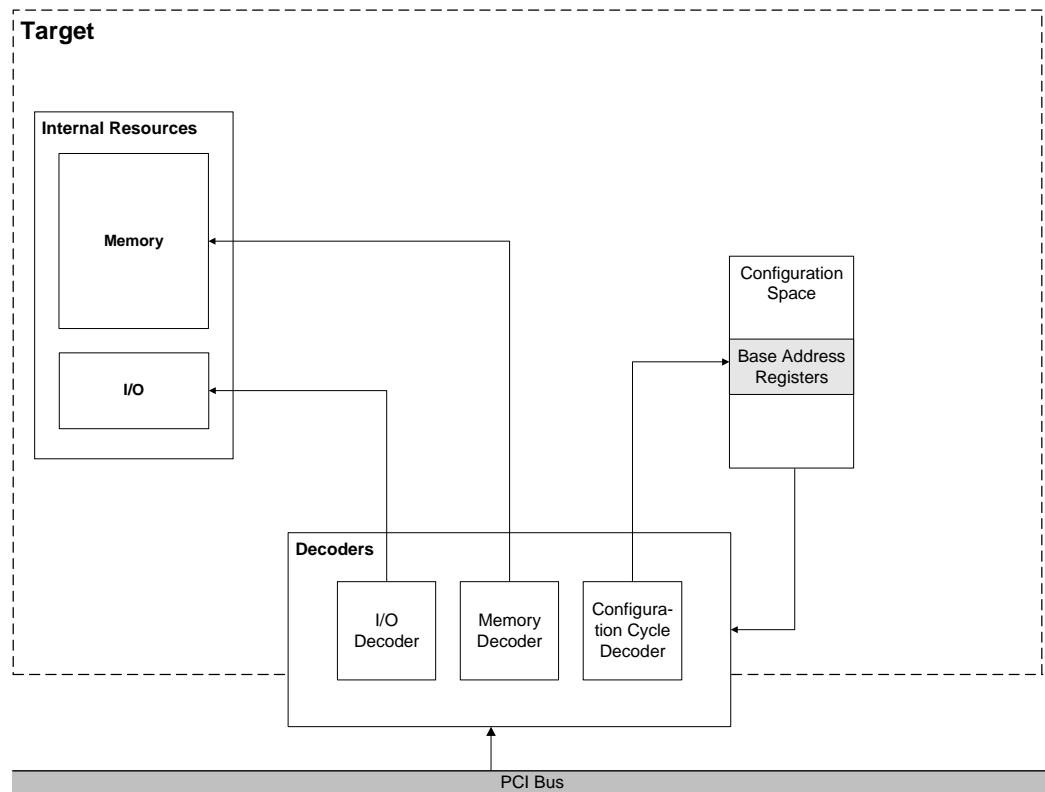 Target
Internal Resources
Memory
I/O
Configuration
Space
Base Address
Registers
Decoders
I/O
Decoder
Memory
Decoder
Configura-
tion Cycle
Decoder
PCI Bus